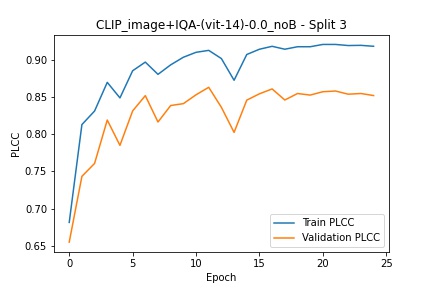 CLIP_image+IQA-(vit-14)-0.0_noB - Split 3
PLCC
0.90
0.85
0.80
0.75
0.70
0.65
Train PLCC
Validation PLCC
0
5
10
15
20
25
Epoch